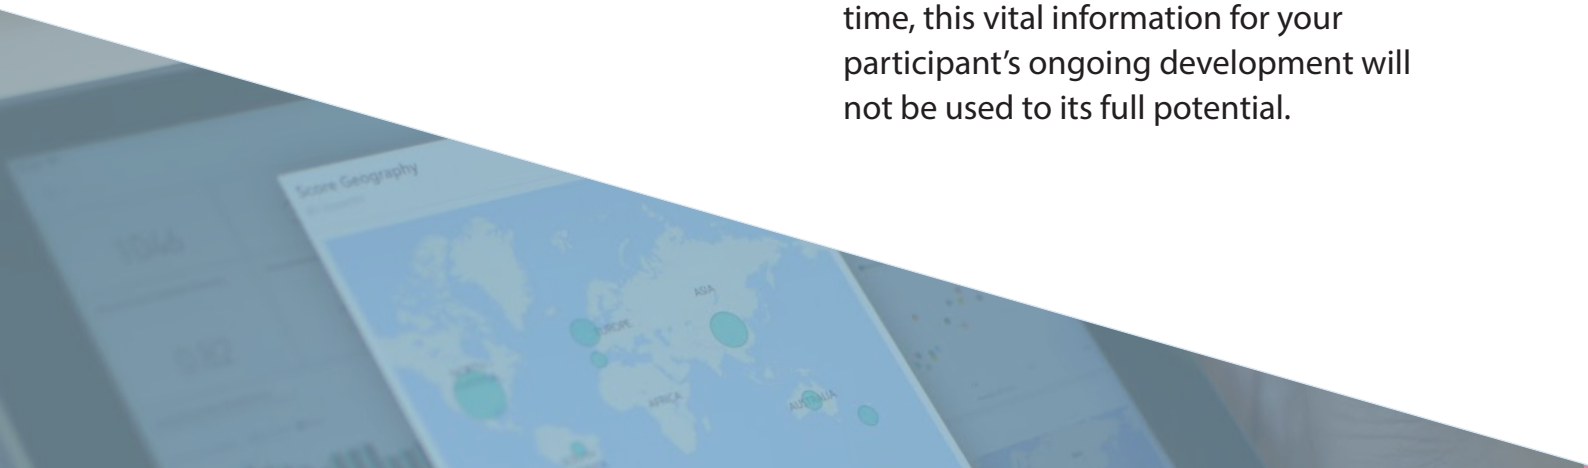 time, this vital information for your
participant’s ongoing development will
not be used to its full potential.
Score Geography
ASIA
EUROPE
AFRICA
AUSTRALIA